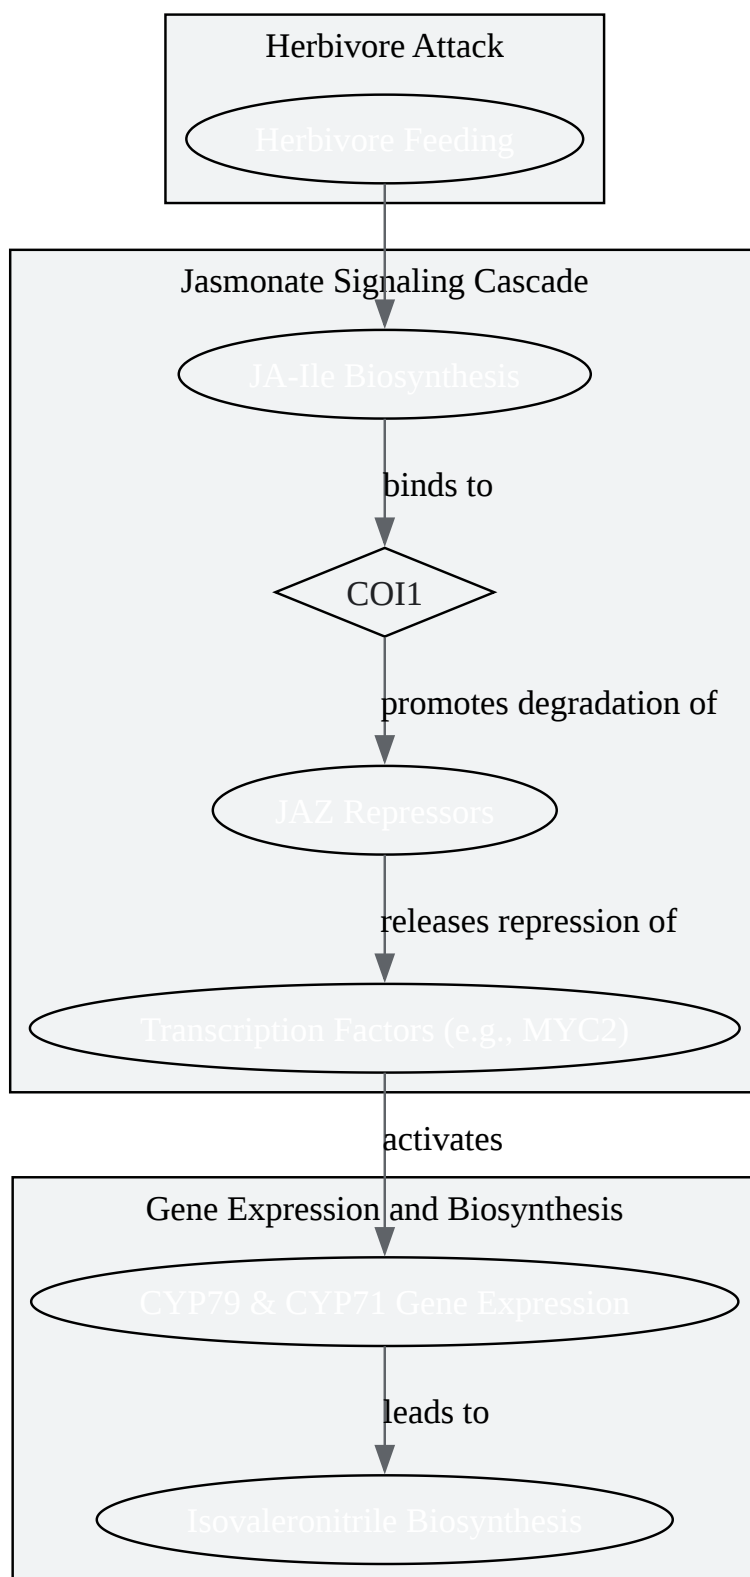 Herbivore Attack
Herbivore Feeding
Jasmonate Signaling Cascade
JA-Ile Biosynthesis
binds to
COI1
promotes degradation of
JAZ Repressors
releases repression of
Transcription Factors (e.g., MYC2)
activates
Gene Expression and Biosynthesis
CYP79 & CYP71 Gene Expression
leads to
Isovaleronitrile Biosynthesis